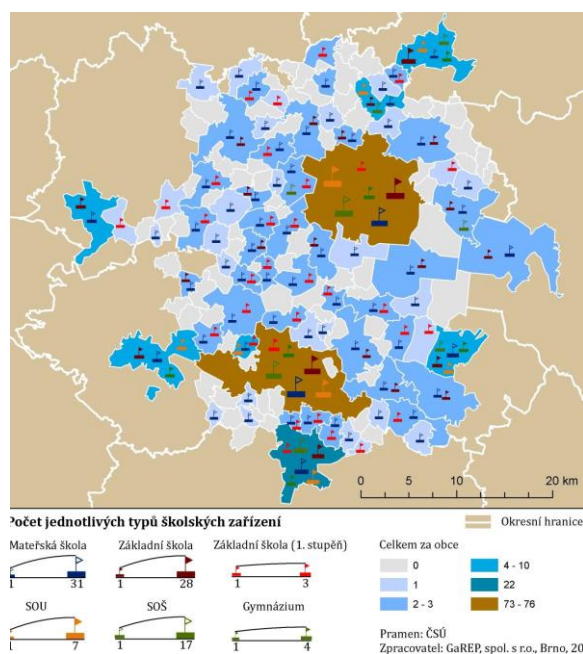 0 10 20 km
Počet jednotlivých typů školských zařízení
Mateřská škola
1 31
Základní škola
1 28
Základní škola (1. stupěň)
1 3
SOU
1 7
SOŠ
1 17
Gymnázium
1 4
Okresní hranice
Celkem za obce
0
1
2 - 3
4 - 10
22
73 - 76
Pramen: ČSÚ
Zpracovatel: GaREP, spol. s r.o., Brno, 20